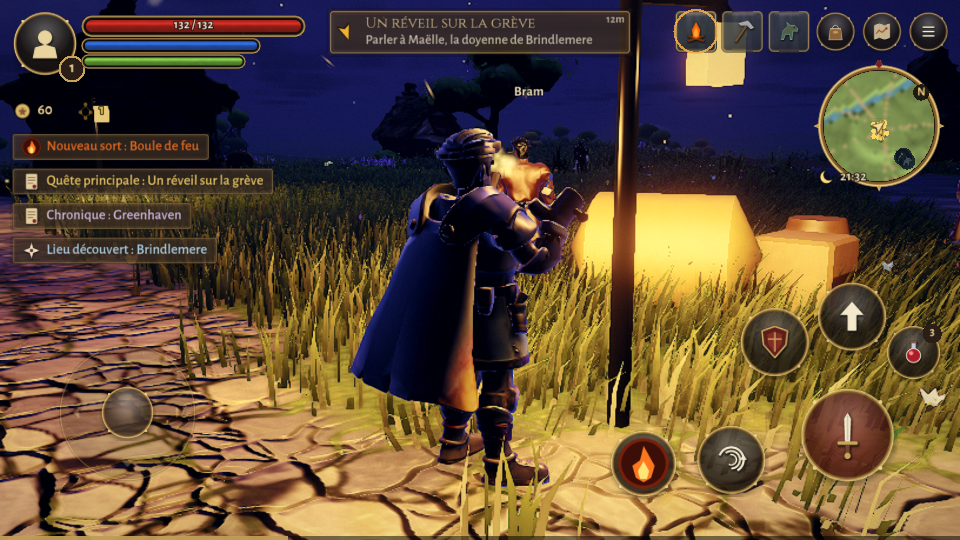 132 / 132
1
60
1
UN RÉVEIL SUR LA GRÈVE
12m
Parler à Maëlle, la doyenne de Brindlemere
Bram
N
21:32
Nouveau sort : Boule de feu
Quête principale : Un réveil sur la grève
Chronique : Greenhaven
Lieu découvert : Brindlemere
3